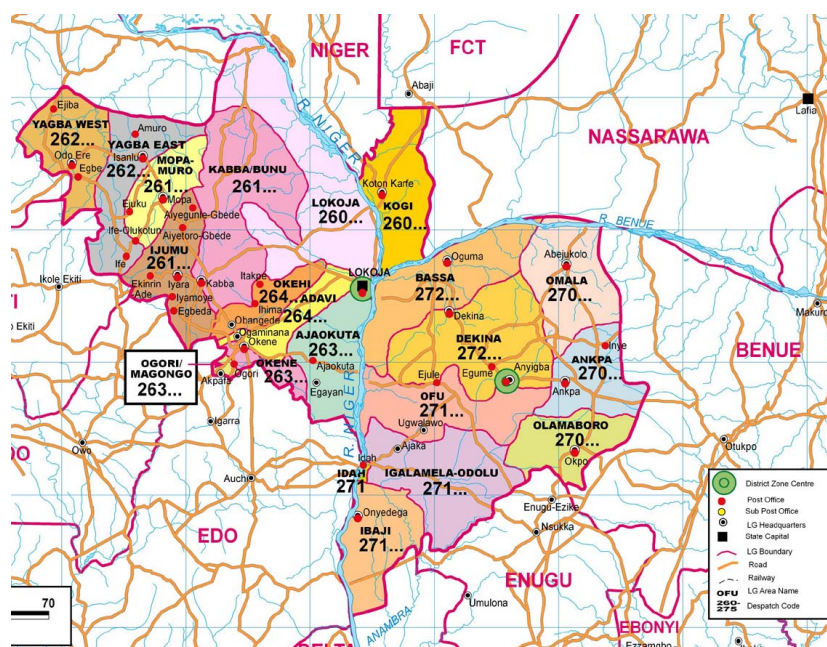 NIGER
FCT
Abaji
Lafia
NASSARAWA
R. NIGER
Ejiba
YAGBA WEST
262...
Odo Ere
Egbe
Amuro
YAGBA EAST
Isanlu
262...
MOPA-
MURO
261...
Mopa
Ejuku
Aiyegunle-Gbede
Ife-Olukotun
Aiyetoro-Gbede
IJUMU
261...
Ife
Ekinrin
-Ade
Iyara
Iyamoye
Egbeda
Kabba
KABBA/BUNU
261...
LOKOJA
260...
Koton Karfe
KOGI
260...
R. BENUE
LOKOJA
Itakpe
OKEHI
264...
Ihima
ADAVI
264...
Obangede
Ogaminana
Okene
AJAOKUTA
263...
Ajaokuta
Egayan
OKENE
263...
OGORI/
MAGONGO
263...
Ogori
Akpafa
Igarra
Ikole Ekiti
TI
o Ekiti
Owo
DO
Auchi
EDO
Oguma
BASSA
272...
Dekina
DEKINA
272...
Egume
Anyigba
Abejukolo
OMALA
270...
Inye
ANKPA
270...
Ankpa
Ejule
OFU
271...
Ugwalawo
OLAMABORO
270...
Okpo
Ajaka
IGALAMELA-ODOLU
271...
Idah
IDAH
271
R. NIGER
Onyedega
IBAJI
271...
Makur
BENUE
Otukpo
Enugu-Ezike
Nsukka
ENUGU
Umulona
ANAMBRA
DELTA
EBONYI
Ezzamgbo
70
District Zone Centre
Post Office
Sub Post Office
LG Headquarters
State Capital
LG Boundary
Road
Railway
OFU LG Area Name
260-
275 Despatch Code